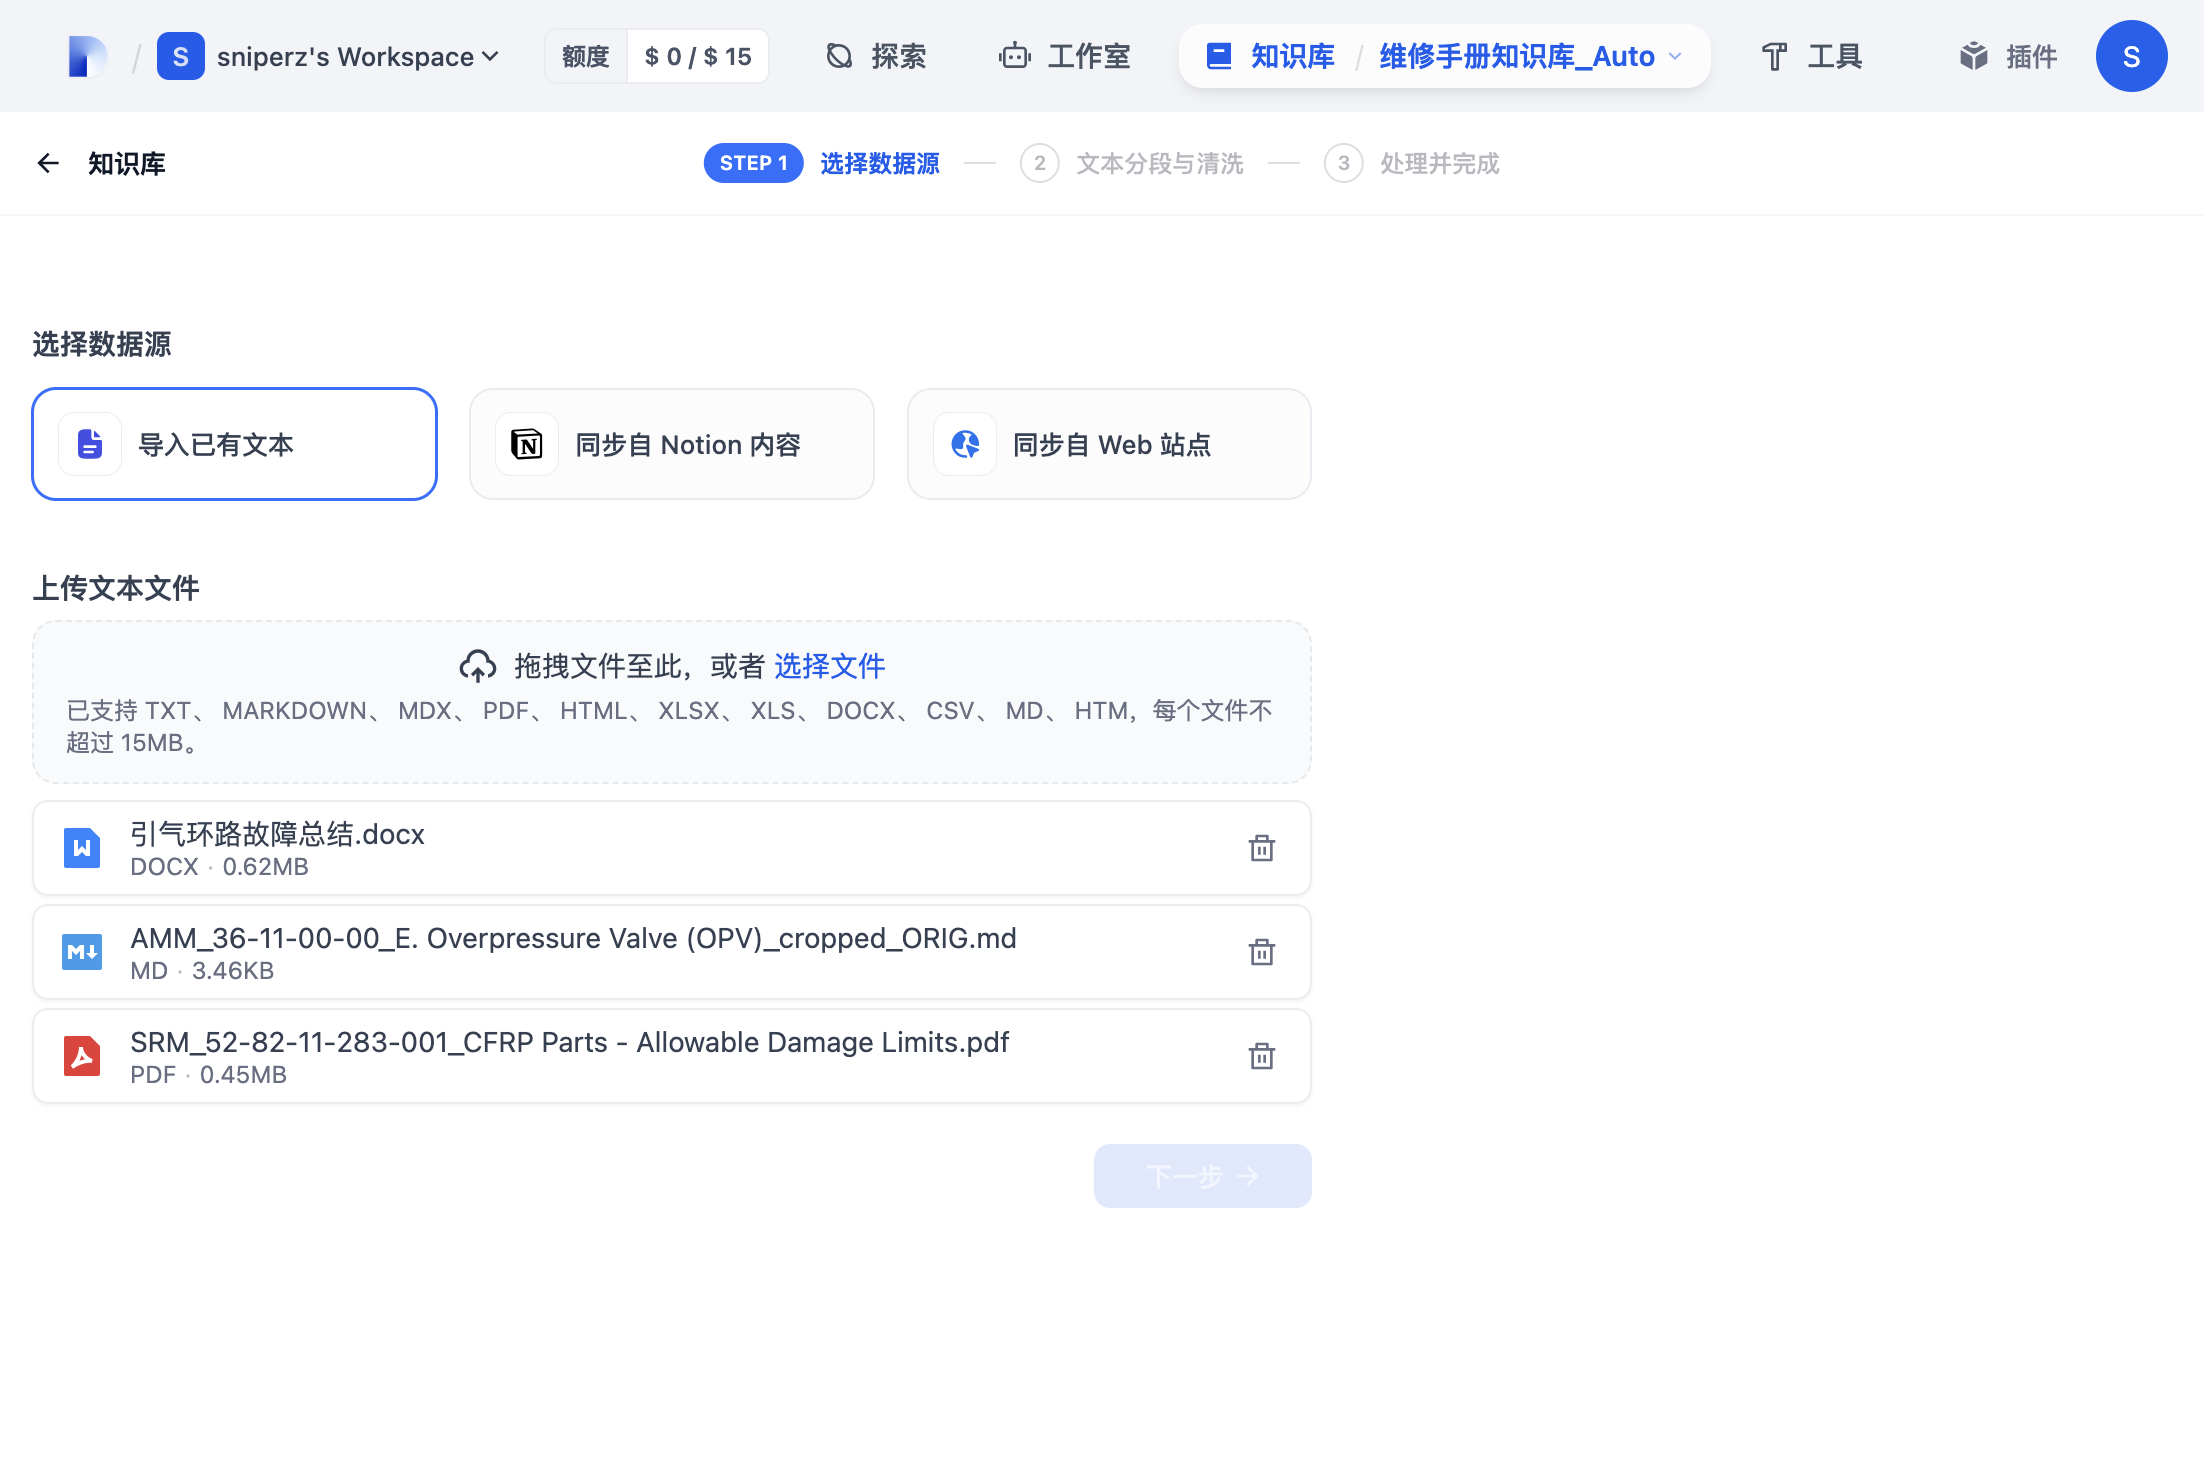 S sniperz's Workspace 额度 $ 0 / $ 15 探索 工作室 知识库 / 维修手册知识库_Auto 工具 插件 S
知识库 STEP 1 选择数据源 2 文本分段与清洗 3 处理并完成
选择数据源
导入已有文本 同步自 Notion 内容 同步自 Web 站点
上传文本文件
拖拽文件至此，或者 选择文件
已支持 TXT、 MARKDOWN、 MDX、 PDF、 HTML、 XLSX、 XLS、 DOCX、 CSV、 MD、 HTM，每个文件不
超过 15MB。
引气环路故障总结.docx
DOCX · 0.62MB
AMM_36-11-00-00_E. Overpressure Valve (OPV)_cropped_ORIG.md
MD · 3.46KB
SRM_52-82-11-283-001_CFRP Parts - Allowable Damage Limits.pdf
PDF · 0.45MB
下一步